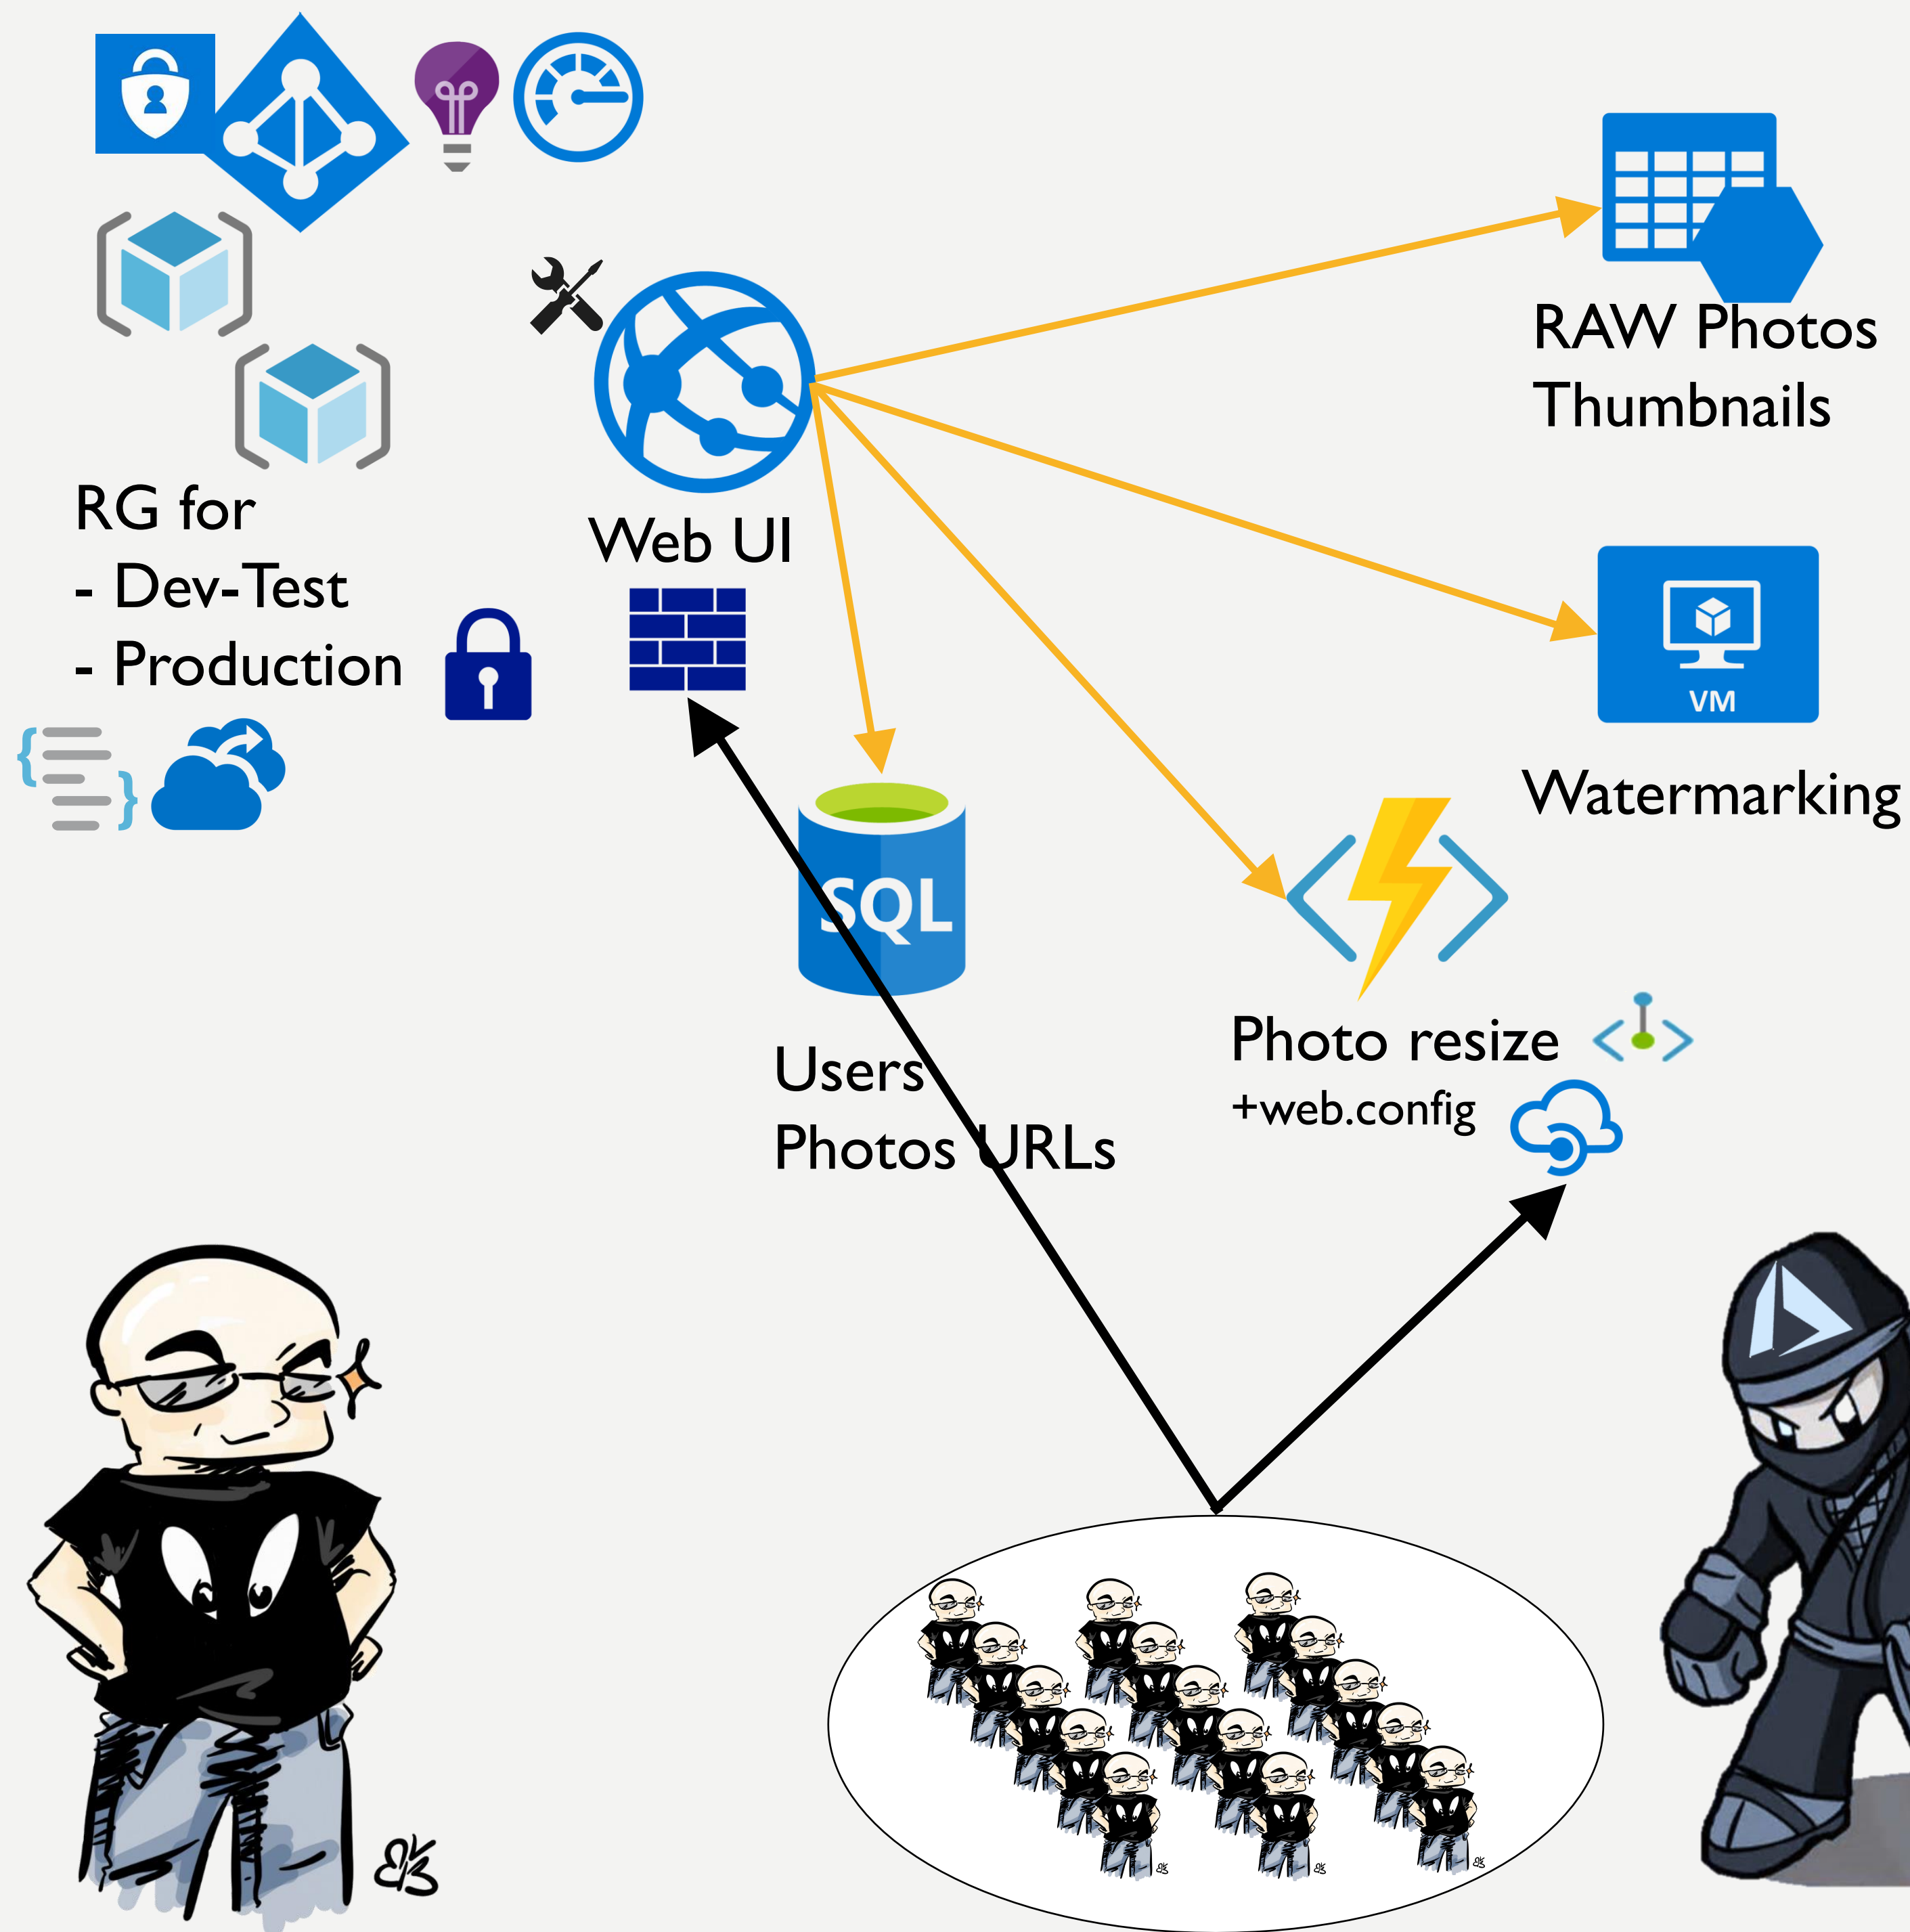 RAW Photos
Thumbnails
RG for
- Dev-Test
- Production
Web UI
VM
Watermarking
SQL
Users
Photos URLs
Photo resize
+web.config